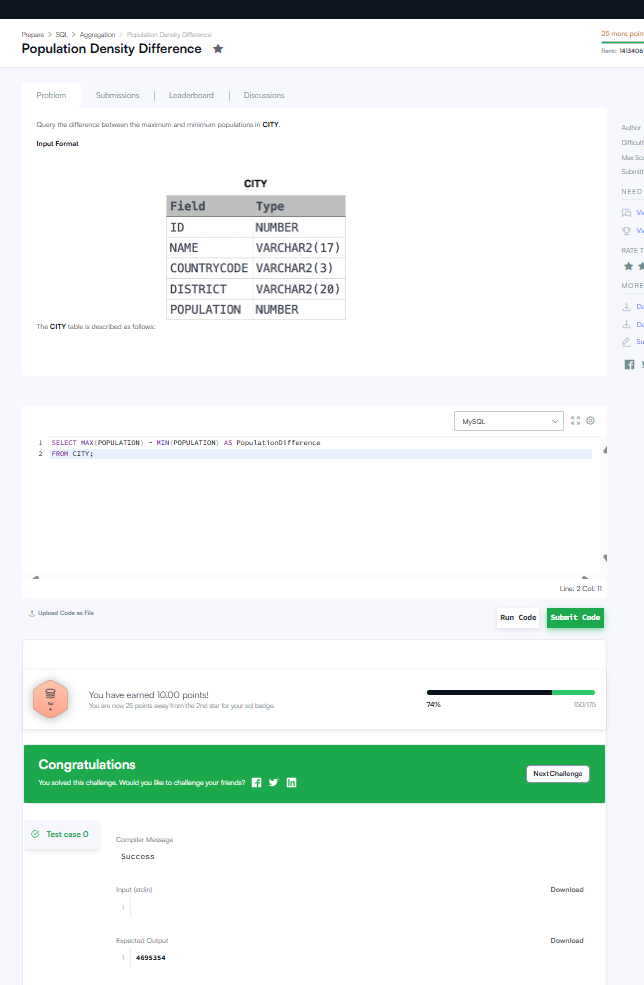 Prepare > SQL > Aggregation > Population Density Difference
Population Density Difference
25 more poin
Rank: 1413406
Problem
Submissions
Leaderboard
Discussions
Query the difference between the maximum and minimum populations in CITY.
Input Format
CITY
Field Type
ID NUMBER
NAME VARCHAR2(17)
COUNTRYCODE VARCHAR2(3)
DISTRICT VARCHAR2(20)
POPULATION NUMBER
The CITY table is described as follows:
Author
Difficulty
Max Sco
Submitt
NEED
Vi
Vi
RATE T
MORE
Do
Do
Su
MySQL
1 SELECT MAX(POPULATION) - MIN(POPULATION) AS PopulationDifference
2 FROM CITY;
Line: 2 Col: 11
Upload Code as File
Run Code
Submit Code
Sql
You have earned 10.00 points!
You are now 25 points away from the 2nd star for your sql badge.
74%
150/175
Congratulations
You solved this challenge. Would you like to challenge your friends?
Next Challenge
Test case 0
Compiler Message
Success
Input (stdin)
Download
1
Expected Output
Download
1 4695354